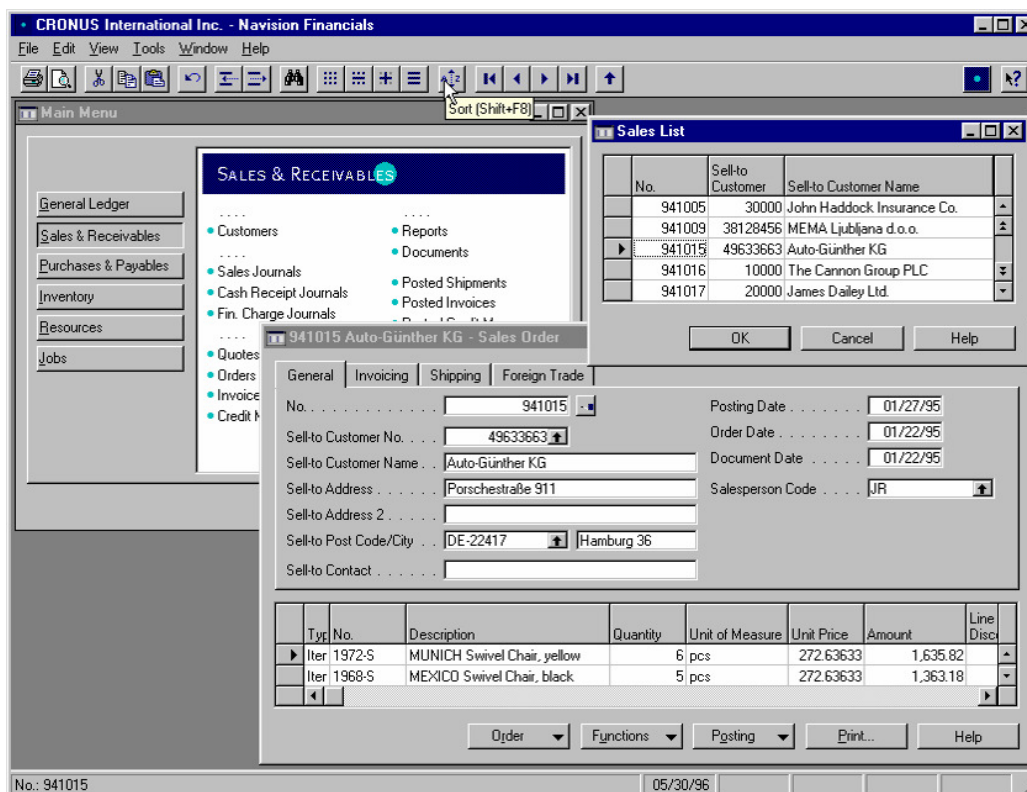 CRONUS International Inc. - Navision Financials
File Edit View Tools Window Help
Sort (Shift+F8)
Main Menu
General Ledger
Sales & Receivables
Purchases & Payables
Inventory
Resources
Jobs
SALES & RECEIVABLES
. . . .
Customers
. . . .
Sales Journals
Cash Receipt Journals
Fin. Charge Journals
. . . .
Quotes
Orders
Invoice
Credit
. . . .
Reports
Documents
Posted Shipments
Posted Invoices
Sales List
No. Sell-to Customer Sell-to Customer Name
941005 30000 John Haddock Insurance Co.
941009 38128456 MEMA Ljubljana d.o.o.
941015 49633663 Auto-Günther KG
941016 10000 The Cannon Group PLC
941017 20000 James Dailey Ltd.
OK Cancel Help
941015 Auto-Günther KG - Sales Order
General Invoicing Shipping Foreign Trade
No. . . . . . . . . . . . . . 941015
Sell-to Customer No. . . . . 49633663
Sell-to Customer Name . . Auto-Günther KG
Sell-to Address . . . . . . . Porschestraße 911
Sell-to Address 2 . . . . .
Sell-to Post Code/City . . DE-22417 Hamburg 36
Sell-to Contact . . . . . . .
Posting Date . . . . . . . 01/27/95
Order Date . . . . . . . . 01/22/95
Document Date . . . . . 01/22/95
Salesperson Code . . . . JR
Typ No. Description Quantity Unit of Measure Unit Price Amount Line Disc
Iter 1972-S MUNICH Swivel Chair, yellow 6 pcs 272.63633 1,635.82
Iter 1968-S MEXICO Swivel Chair, black 5 pcs 272.63633 1,363.18
Order Functions Posting Print... Help
No.: 941015 05/30/96